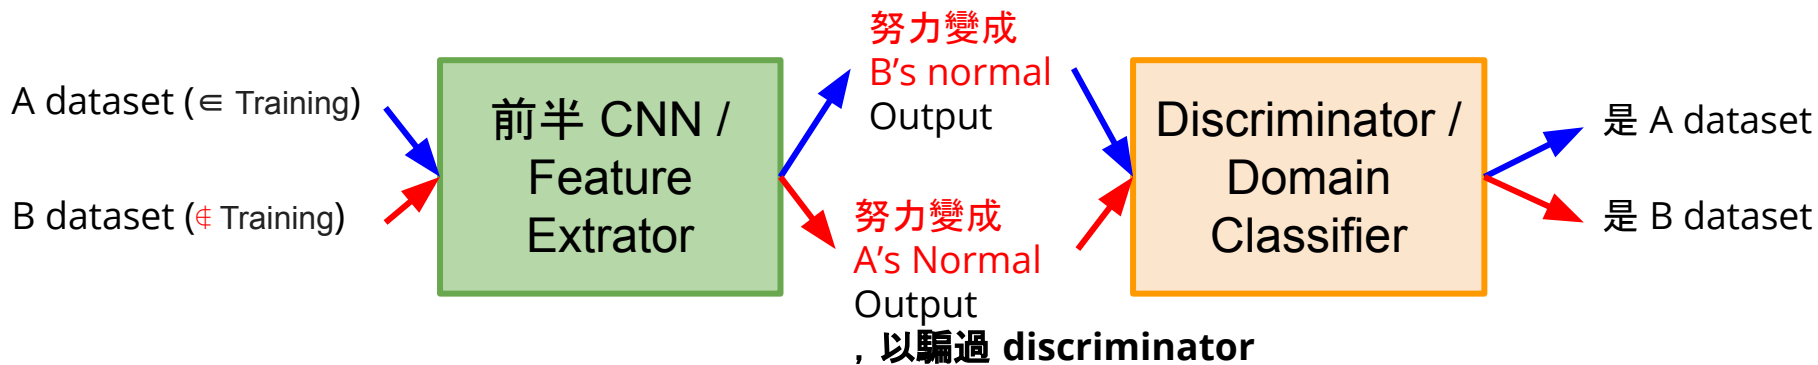 A dataset (∈ Training)
B dataset (∉ Training)
前半 CNN /
Feature
Extrator
努力變成
B's normal
Output
努力變成
A's Normal
Output
，以騙過 discriminator
Discriminator /
Domain
Classifier
是 A dataset
是 B dataset